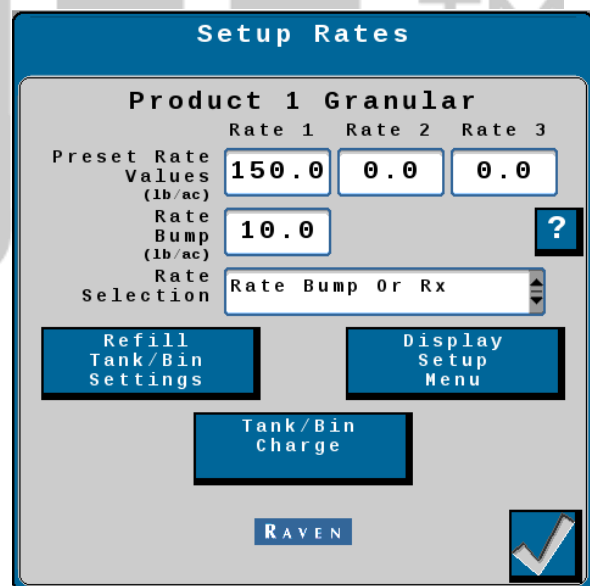 Setup Rates
Product 1 Granular
Rate 1 Rate 2 Rate 3
Preset Rate
Values
(lb/ac)
150.0 0.0 0.0
Rate
Bump
(lb/ac)
10.0
?
Rate
Selection
Rate Bump Or Rx
Refill
Tank/Bin
Settings
Display
Setup
Menu
Tank/Bin
Charge
RAVEN